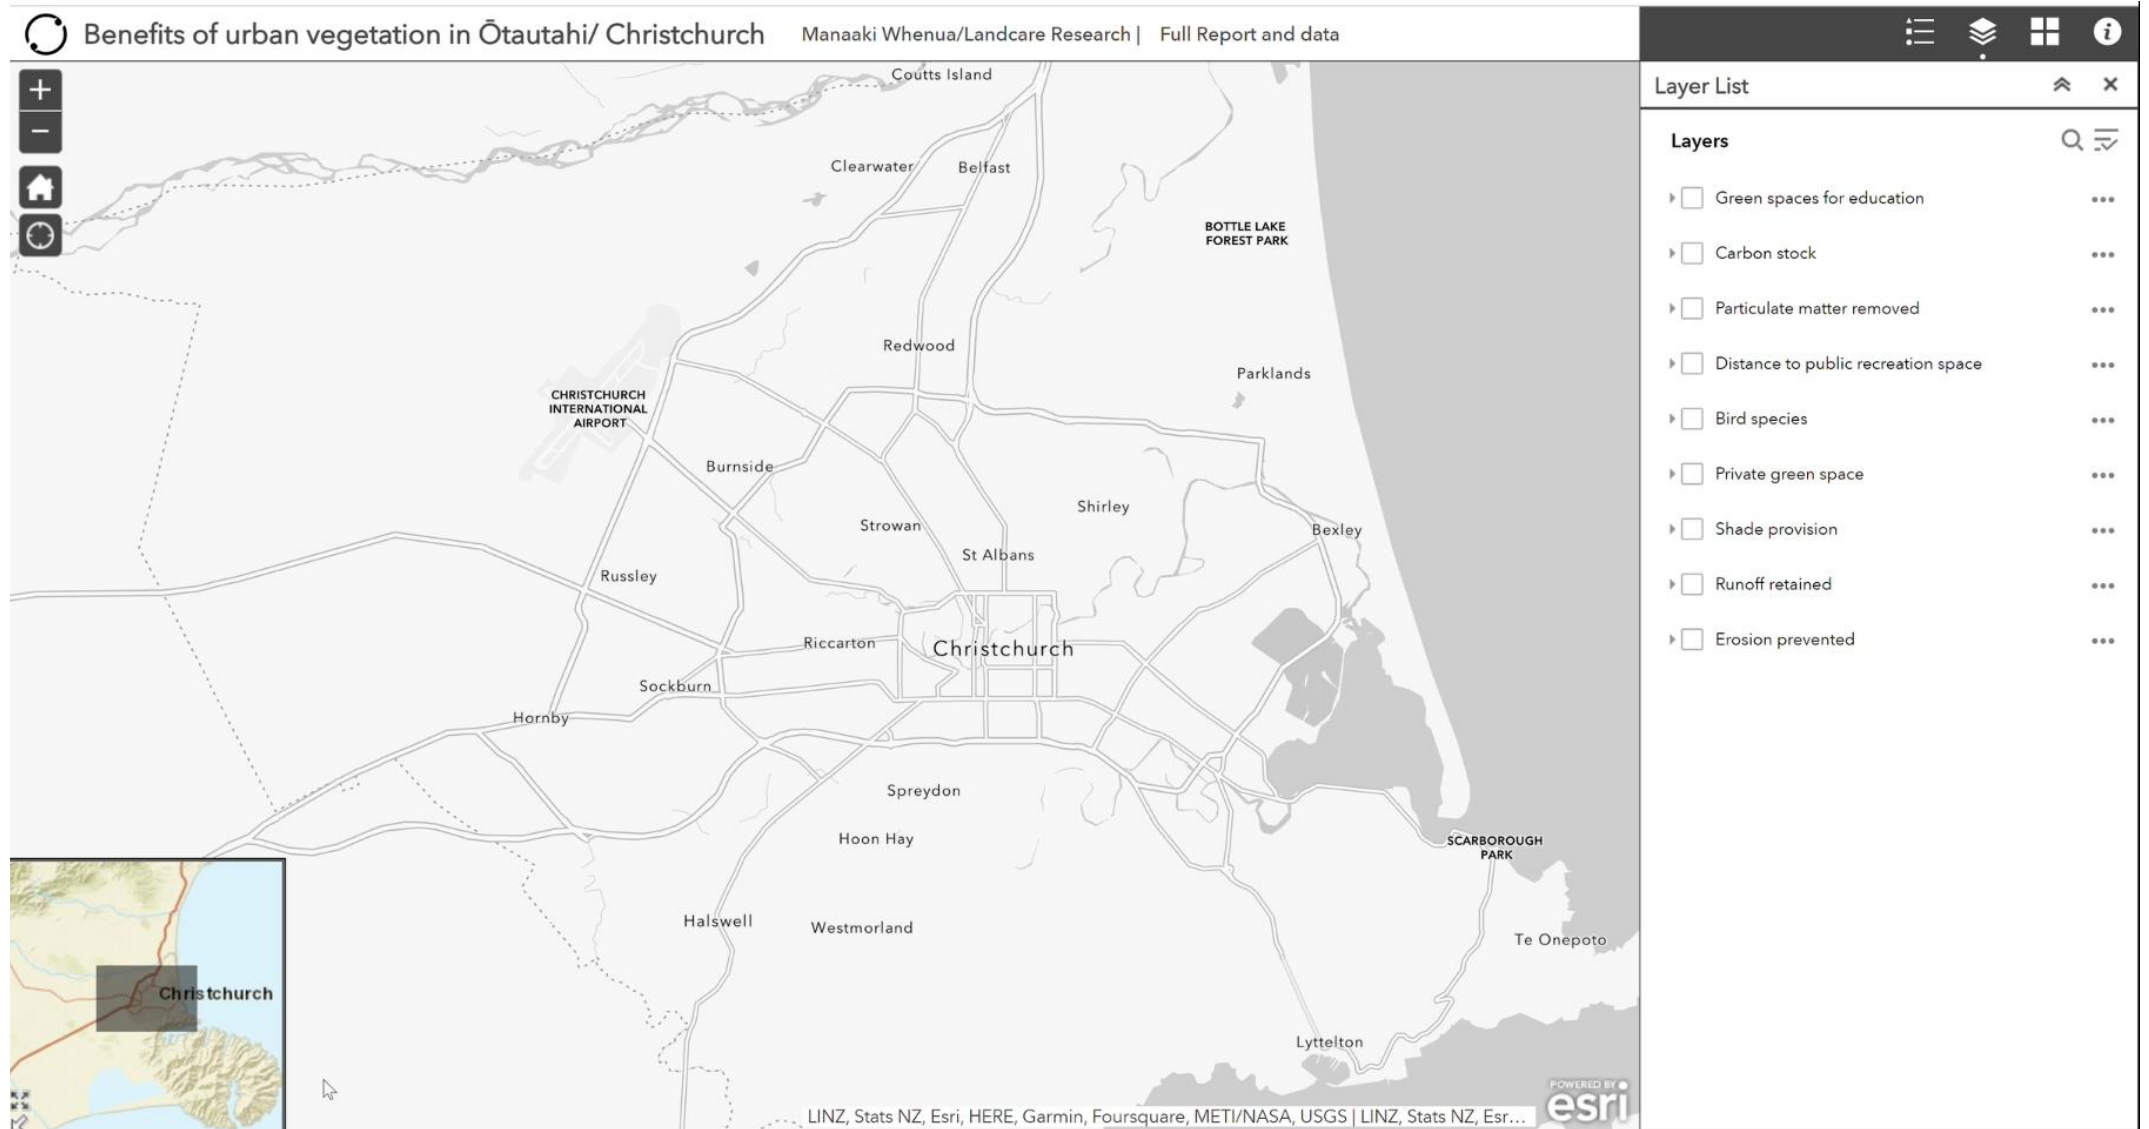 Benefits of urban vegetation in Ōtautahi/ Christchurch
Manaaki Whenua/Landcare Research |
Full Report and data
Layer List
Layers
Green spaces for education
Carbon stock
Particulate matter removed
Distance to public recreation space
Bird species
Private green space
Shade provision
Runoff retained
Erosion prevented
Coutts Island
Clearwater
Belfast
BOTTLE LAKE
FOREST PARK
Redwood
Parklands
CHRISTCHURCH
INTERNATIONAL
AIRPORT
Burnside
Shirley
Strowan
Bexley
St Albans
Russley
Riccarton
Christchurch
Sockburn
Hornby
Spreydon
Hoon Hay
SCARBOROUGH
PARK
Halswell
Westmorland
Te Onepoto
Christchurch
Lyttelton
POWERED BY
esri
LINZ, Stats NZ, Esri, HERE, Garmin, Foursquare, METI/NASA, USGS | LINZ, Stats NZ, Esr...